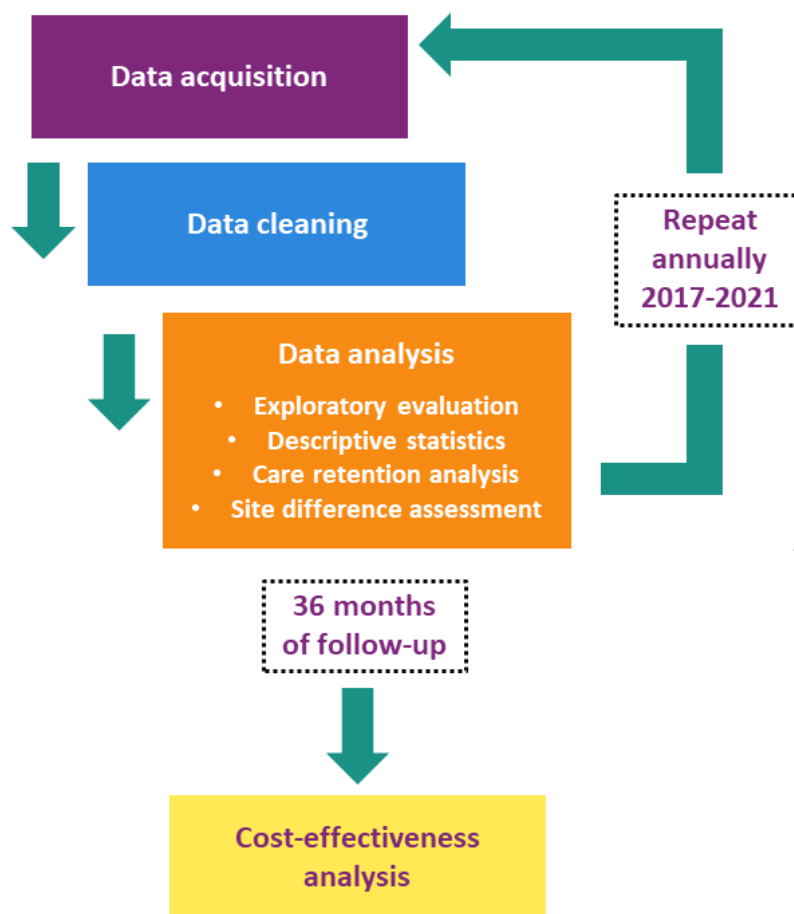 Data acquisition
Data cleaning
Repeat
annually
2017-2021
Data analysis
• Exploratory evaluation
• Descriptive statistics
• Care retention analysis
• Site difference assessment
36 months
of follow-up
Cost-effectiveness
analysis